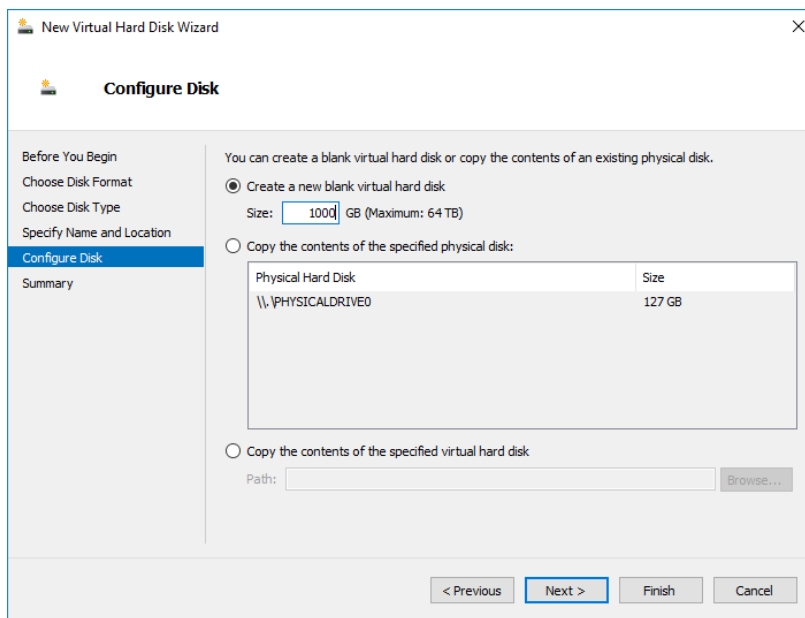 New Virtual Hard Disk Wizard
Configure Disk
Before You Begin
Choose Disk Format
Choose Disk Type
Specify Name and Location
Configure Disk
Summary
You can create a blank virtual hard disk or copy the contents of an existing physical disk.
Create a new blank virtual hard disk
Size: 1000 GB (Maximum: 64 TB)
Copy the contents of the specified physical disk:
Physical Hard Disk Size
\\.\PHYSICALDRIVE0 127 GB
Copy the contents of the specified virtual hard disk
Path: Browse...
< Previous Next > Finish Cancel